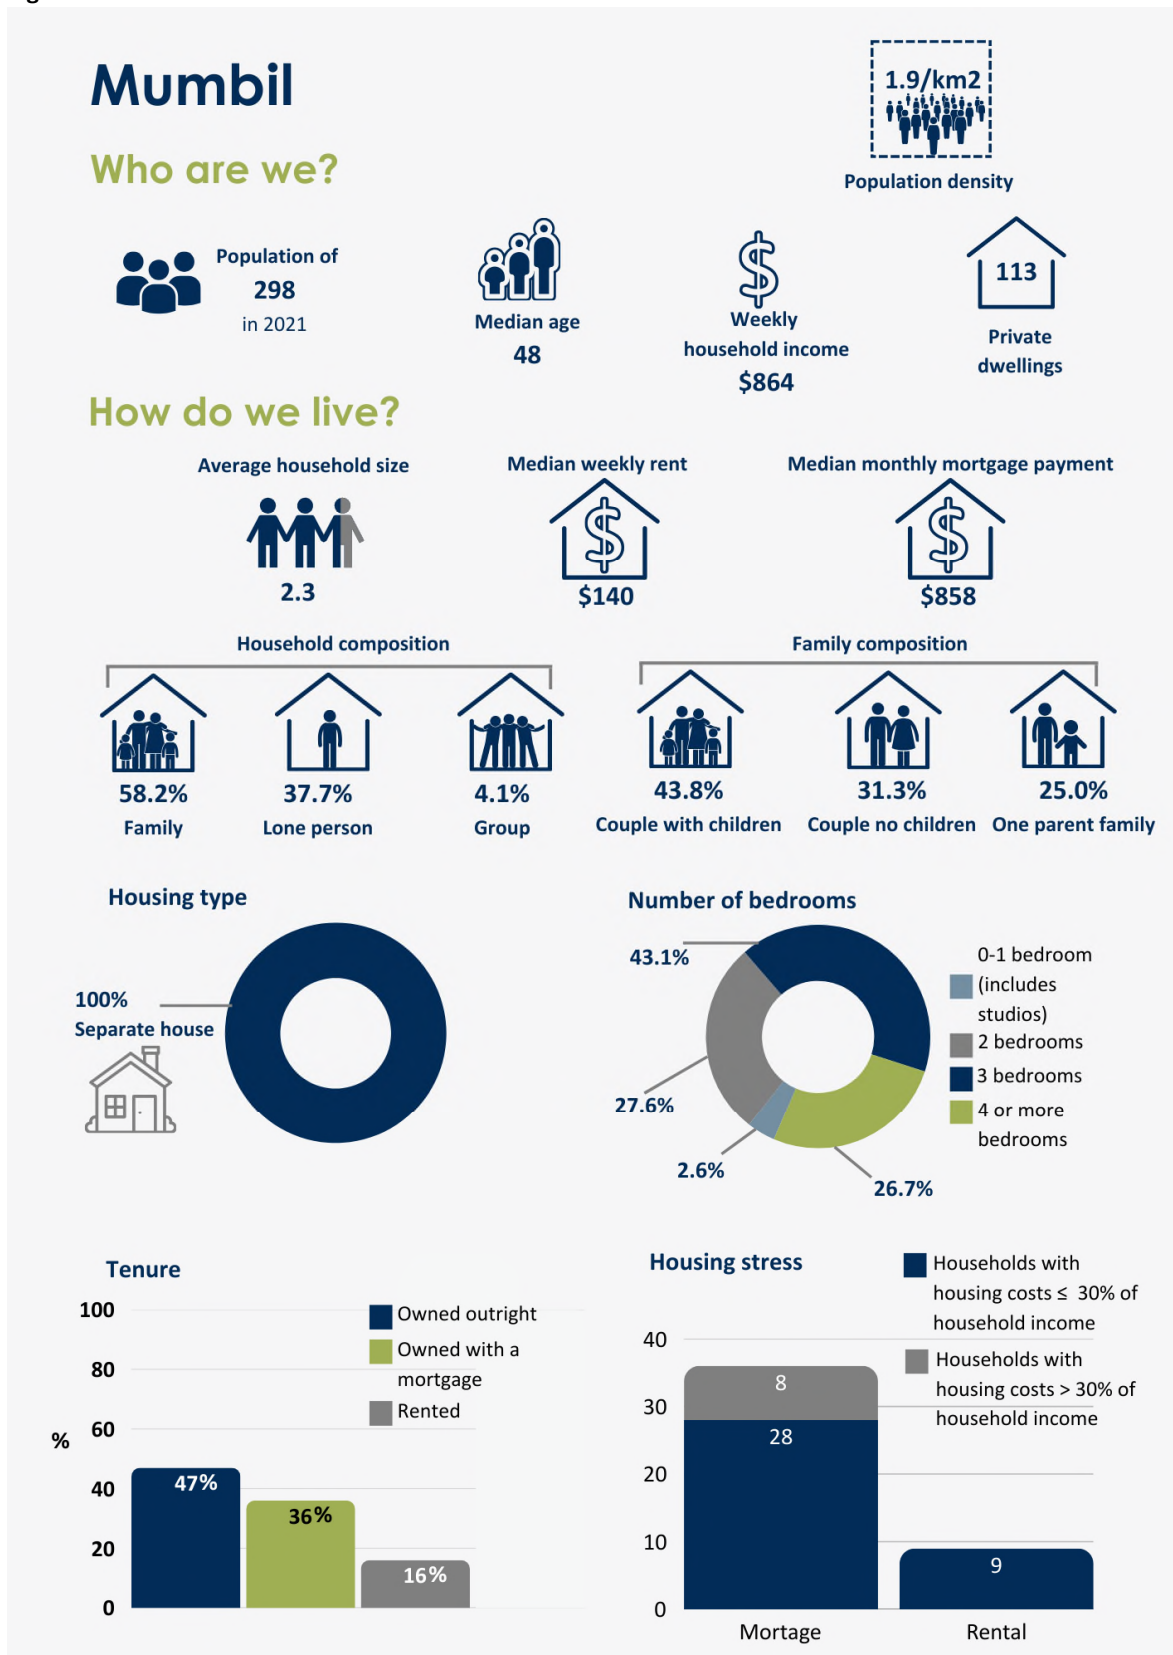 Mumbil
1.9/km2
Who are we?
Population density
Population of
298
in 2021
Median age
48
Weekly
household income
$864
113
Private
dwellings
How do we live?
Average household size
2.3
Median weekly rent
$140
Median monthly mortgage payment
$858
Household composition
58.2%
Family
37.7%
Lone person
4.1%
Group
Family composition
43.8%
Couple with children
31.3%
Couple no children
25.0%
One parent family
Housing type
100%
Separate house
Number of bedrooms
43.1%
27.6%
2.6%
26.7%
0-1 bedroom
(includes
studios)
2 bedrooms
3 bedrooms
4 or more
bedrooms
Tenure
100
80
60
%
40
20
0
Owned outright
Owned with a
mortgage
Rented
47%
36%
16%
Housing stress
Households with
housing costs ≤ 30% of
household income
Households with
housing costs > 30% of
household income
40
30
20
10
0
8
28
9
Mortage
Rental